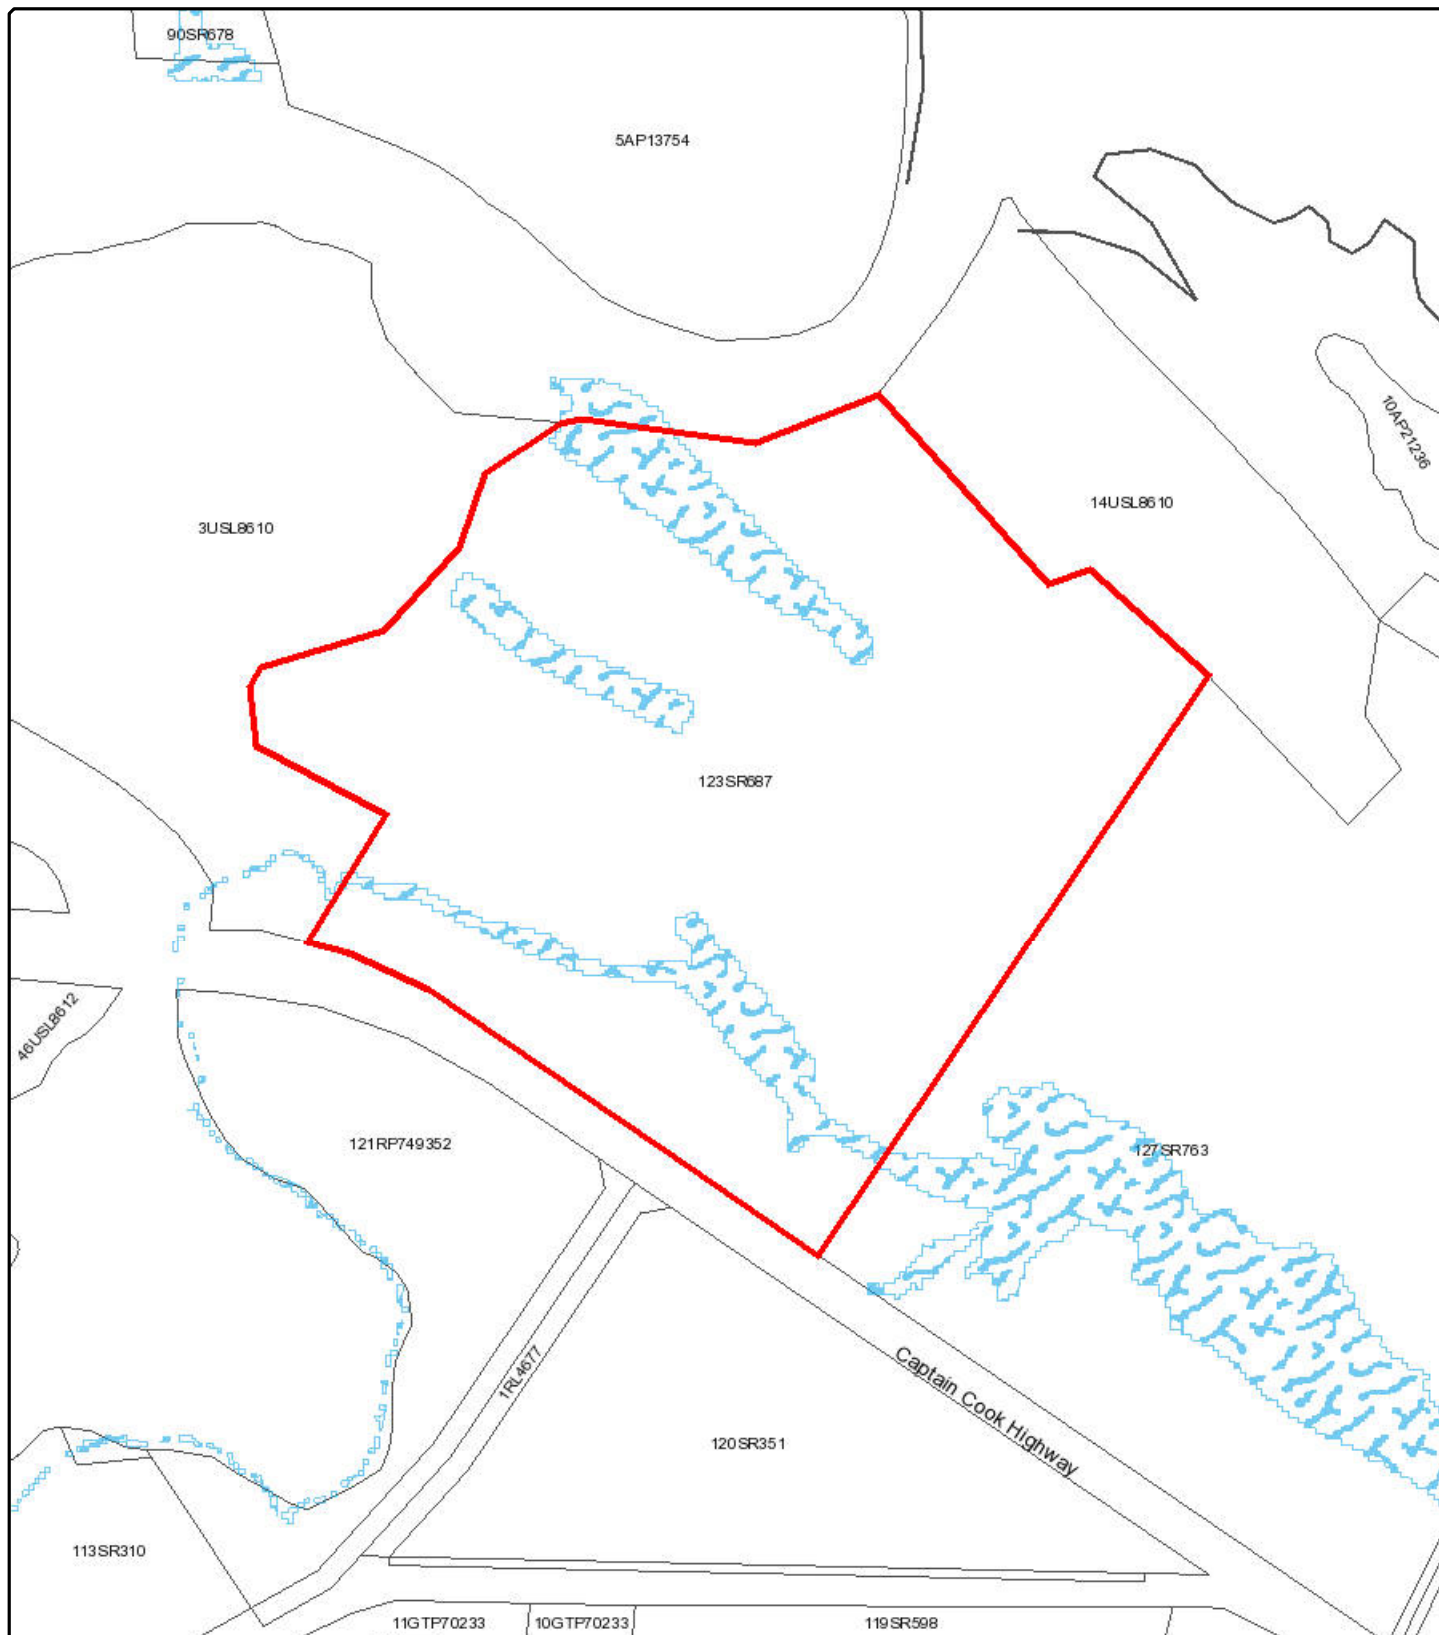 90SR678
5AP13754
10AP21236
14USL8610
3USL8610
123SR687
46USL8612
121RP749352
127SR763
1RL4677
Captain Cook Highway
120SR351
113SR310
11GTP70233
10GTP70233
119SR598